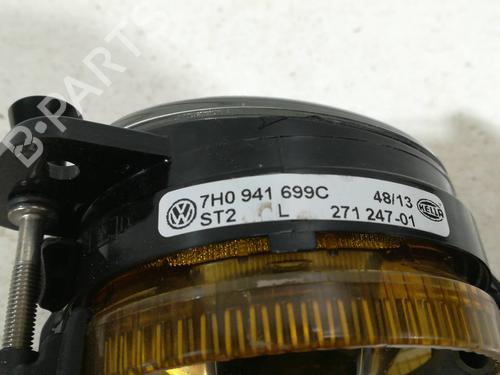 B-PARTS
7H0 941 699C 48/13
ST2 L 271 247-01
HELLA